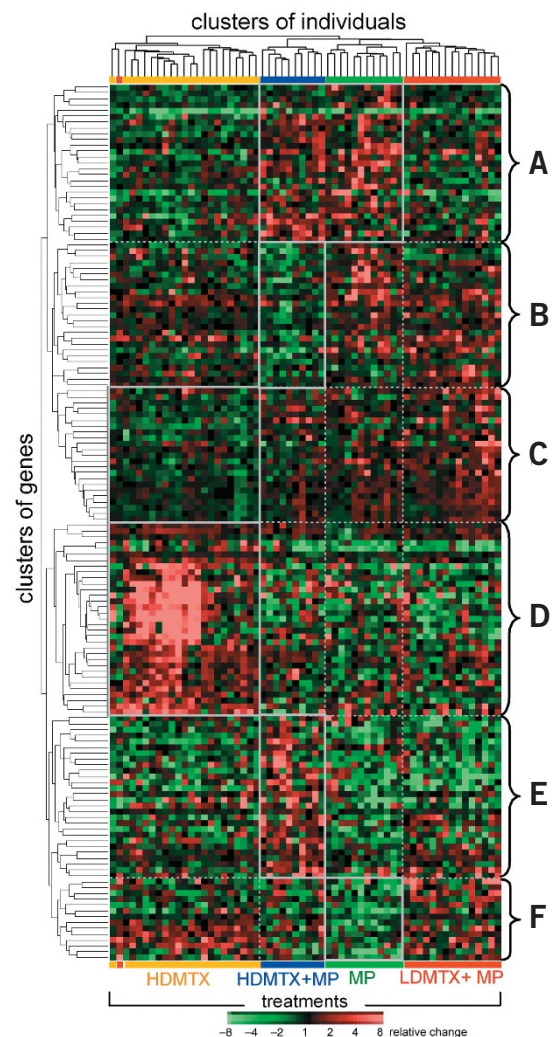 clusters of individuals
clusters of genes
A
B
C
D
E
F
HDMTX HDMTX+MP MP LDMTX+ MP
treatments
–8 –4 –2 1 2 4 8 relative change